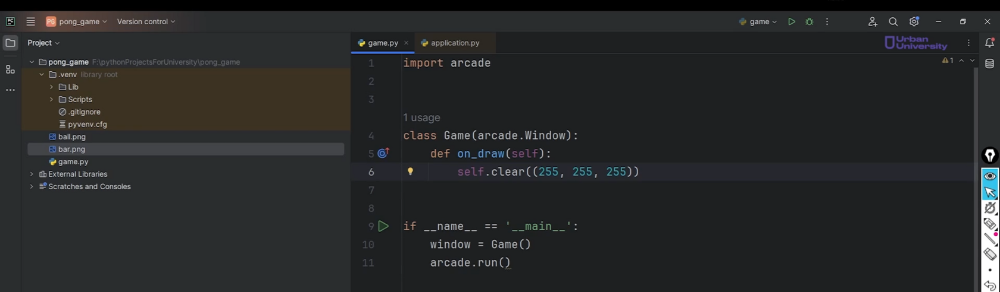 PC PG pong_game Version control game
Project
pong_game F:\pythonProjectsForUniversity\pong_game
.venv library root
Lib
Scripts
.gitignore
pyvenv.cfg
ball.png
bar.png
game.py
External Libraries
Scratches and Consoles
game.py application.py
Urban
University
1
1 import arcade
2
3
1 usage
4 class Game(arcade.Window):
5 def on_draw(self):
6 self.clear((255, 255, 255))
7
8
9 if __name__ == '__main__':
10 window = Game()
11 arcade.run()